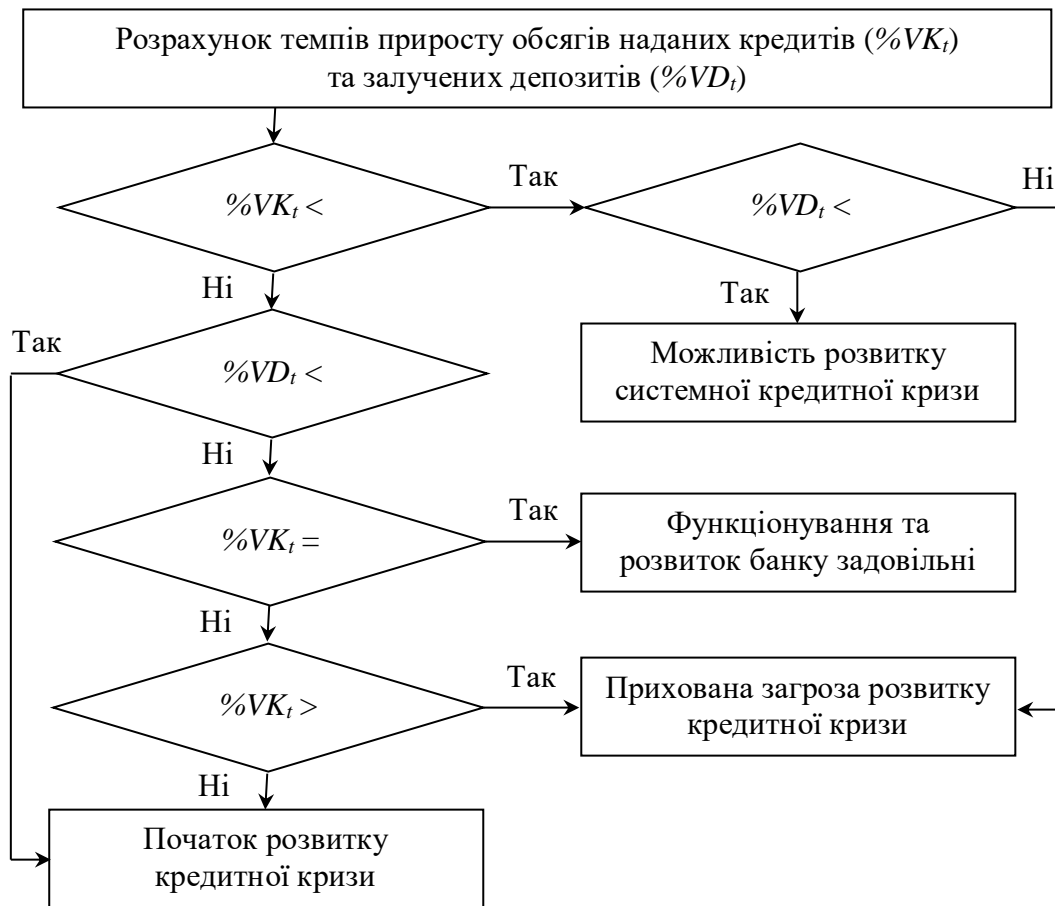 Розрахунок темпів приросту обсягів наданих кредитів (%VKt)
та залучених депозитів (%VDt)
%VKt <
Так
%VDt <
Ні
Ні
Так
Так
%VDt <
Можливість розвитку
системної кредитної кризи
Ні
%VKt =
Так
Функціонування та
розвиток банку задовільні
Ні
%VKt >
Так
Прихована загроза розвитку
кредитної кризи
Ні
Початок розвитку
кредитної кризи